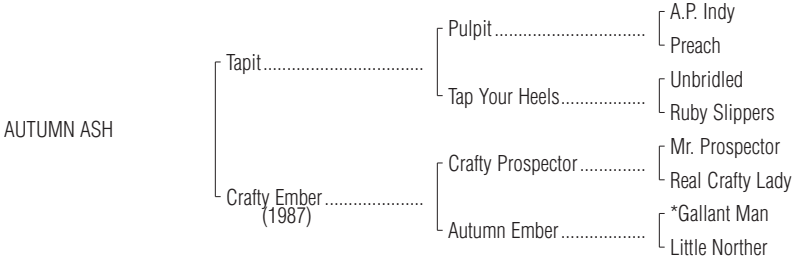 A.P. Indy
Pulpit................................
Preach
Tapit..................................
Unbridled
Tap Your Heels..................
Ruby Slippers
AUTUMN ASH
Mr. Prospector
Crafty Prospector..............
Real Crafty Lady
Crafty Ember.....................
(1987)
*Gallant Man
Autumn Ember..................
Little Norther